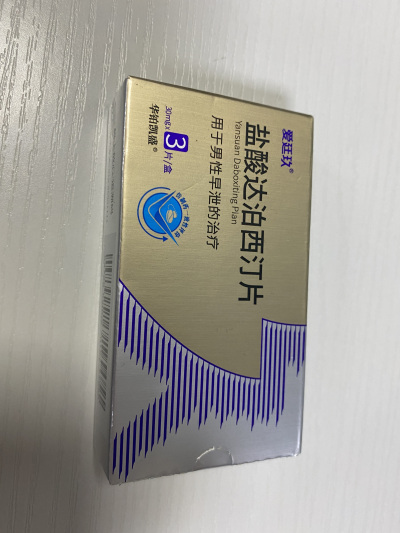 爱廷玖®
盐酸达泊西汀片
Yansuan Daboxiting Pian
用于男性早泄的治疗
30mg×3片/盒
华铂凯盛®